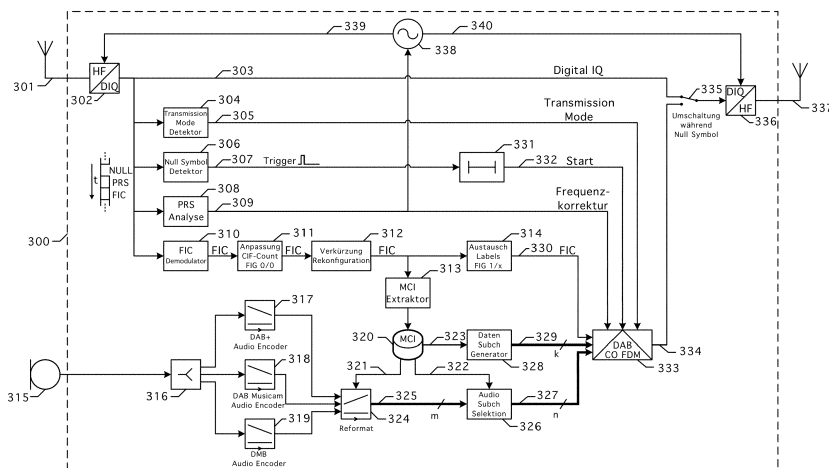 339
340
338
301
HF
DIQ
302
303
Digital IQ
335
DIQ
HF
336
337
Umschaltung
während
Null Symbol
Transmission
Mode
Detektor
304
305
Transmission
Mode
Null Symbol
Detektor
306
307
Trigger
331
332
Start
t
NULL
PRS
FIC
PRS
Analyse
308
309
Frequenz-
korrektur
300
FIC
Demodulator
310
FIC
Anpassung
CIF-Count
FIG 0/0
311
FIC
Verkürzung
Rekonfiguration
312
FIC
Austausch
Labels
FIG 1/x
314
330
FIC
MCI
Extraktor
313
317
DAB+
Audio Encoder
320
MCI
323
Daten
Subch
Generator
328
329
k
DAB
CO FDM
333
334
315
316
318
DAB Musicam
Audio Encoder
321
322
324
Reformat
325
m
Audio
Subch
Selektion
326
327
n
319
DMB
Audio Encoder